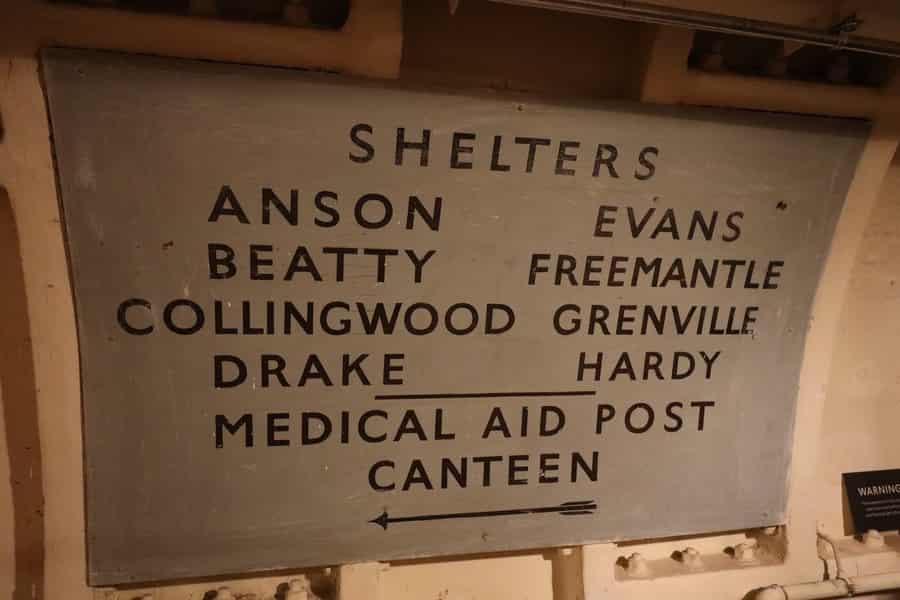 SHELTERS
ANSON EVANS
BEATTY FREEMANTLE
COLLINGWOOD GRENVILLE
DRAKE HARDY
MEDICAL AID POST
CANTEEN
WARNING